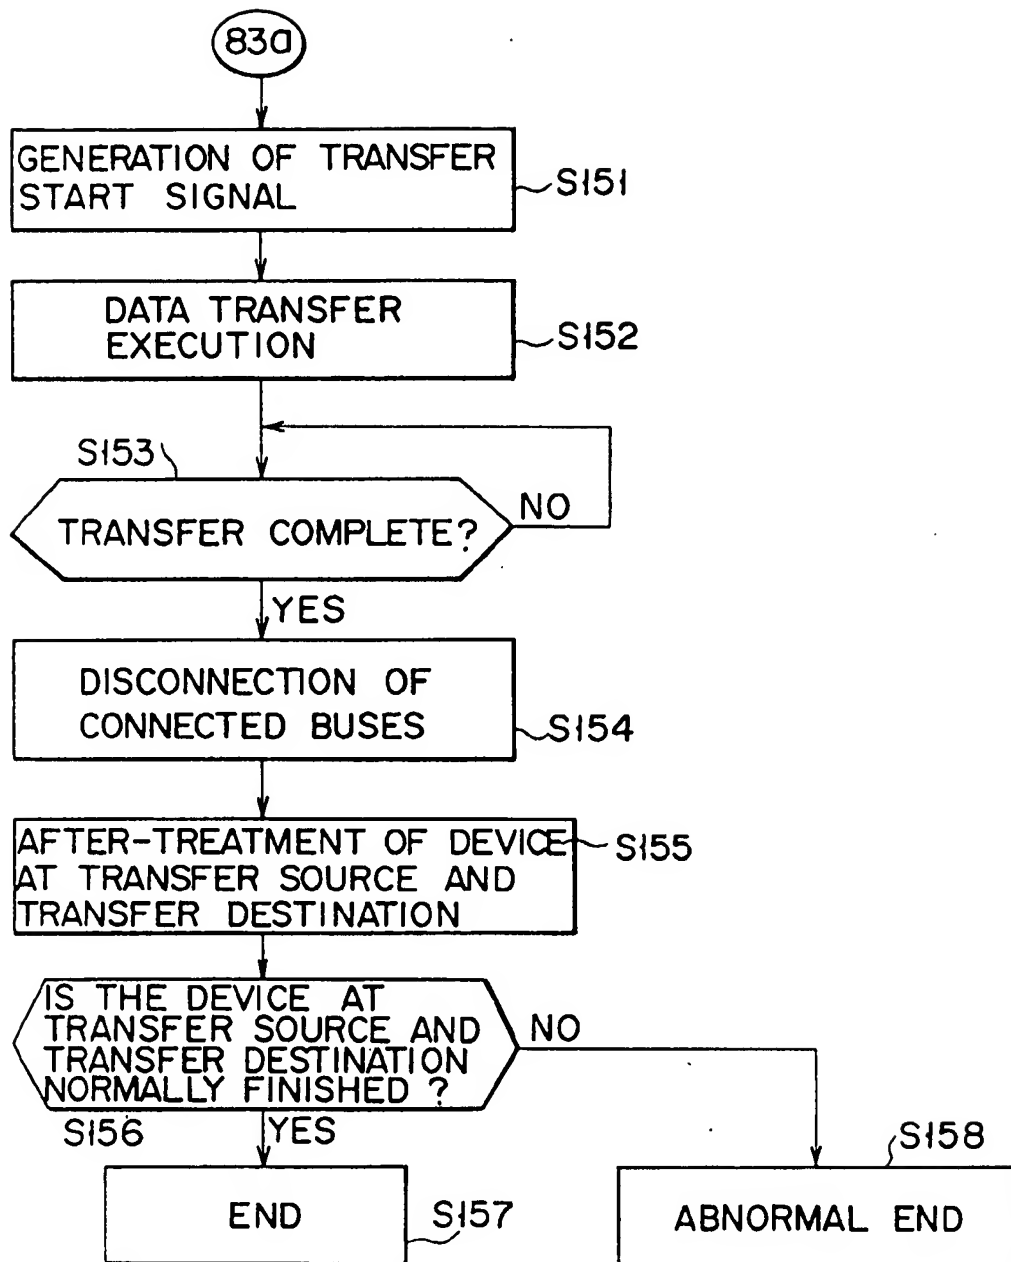 83a
GENERATION OF TRANSFER
START SIGNAL
S151
DATA TRANSFER
EXECUTION
S152
S153
TRANSFER COMPLETE?
NO
YES
DISCONNECTION OF
CONNECTED BUSES
S154
AFTER-TREATMENT OF DEVICE
AT TRANSFER SOURCE AND
TRANSFER DESTINATION
S155
IS THE DEVICE AT
TRANSFER SOURCE AND
TRANSFER DESTINATION
NORMALLY FINISHED ?
NO
S156
YES
END
S157
S158
ABNORMAL END